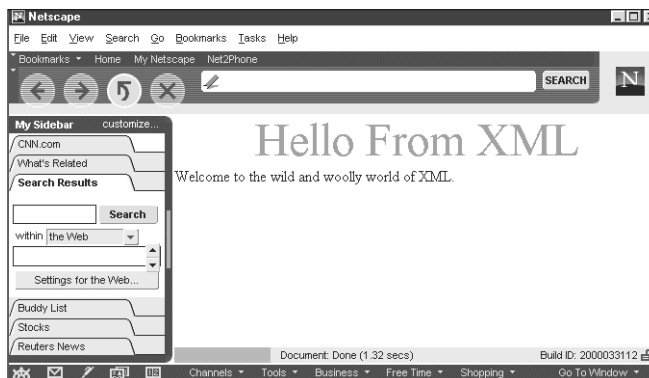 Netscape
File Edit View Search Go Bookmarks Tasks Help
Bookmarks Home My Netscape Net2Phone
SEARCH N
My Sidebar customize...
CNN.com
What's Related
Search Results
Search
within the Web
Settings for the Web...
Buddy List
Stocks
Reuters News
Hello From XML
Welcome to the wild and woolly world of XML.
Document: Done (1.32 secs) Build ID: 2000033112
Channels Tools Business Free Time Shopping Go To Window